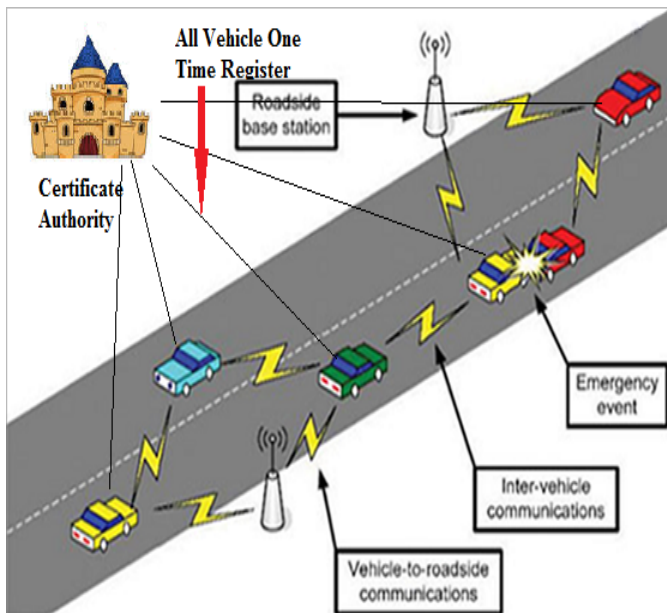 All Vehicle One
Time Register
Roadside
base station
Certificate
Authority
Emergency
event
Inter-vehicle
communications
Vehicle-to-roadside
communications